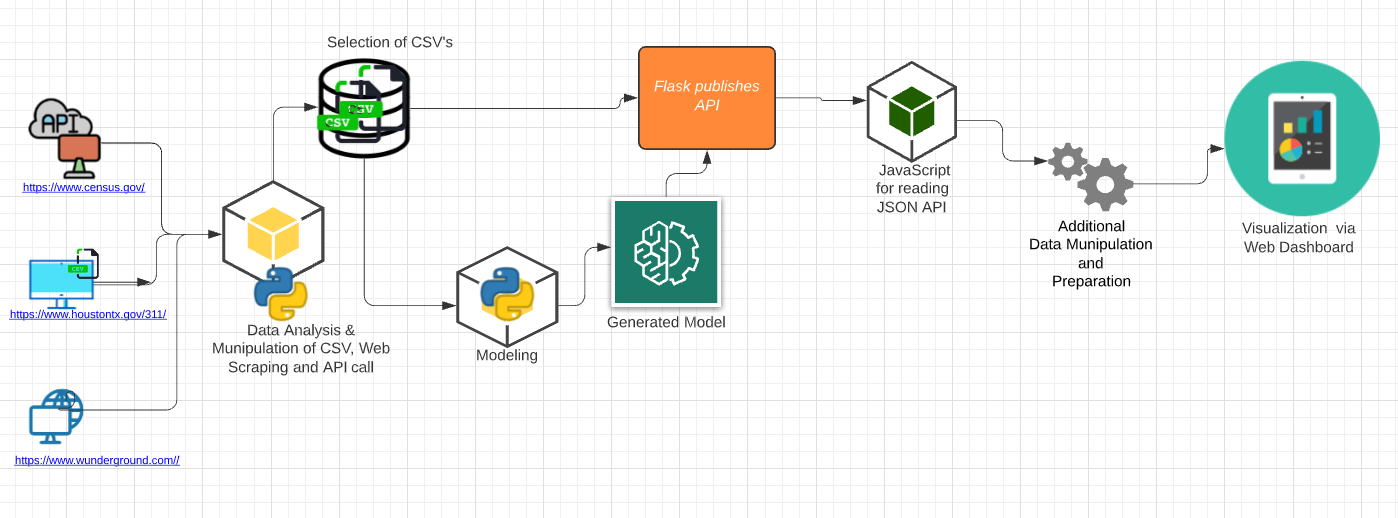 Selection of CSV's
CSV
CSV
Flask publishes
API
API
https://www.census.gov/
JavaScript
for reading
JSON API
Additional
Data Munipulation
and
Preparation
Visualization via
Web Dashboard
CSV
https://www.houstontx.gov/311/
Data Analysis &
Munipulation of CSV, Web
Scraping and API call
Modeling
Generated Model
https://www.wunderground.com//